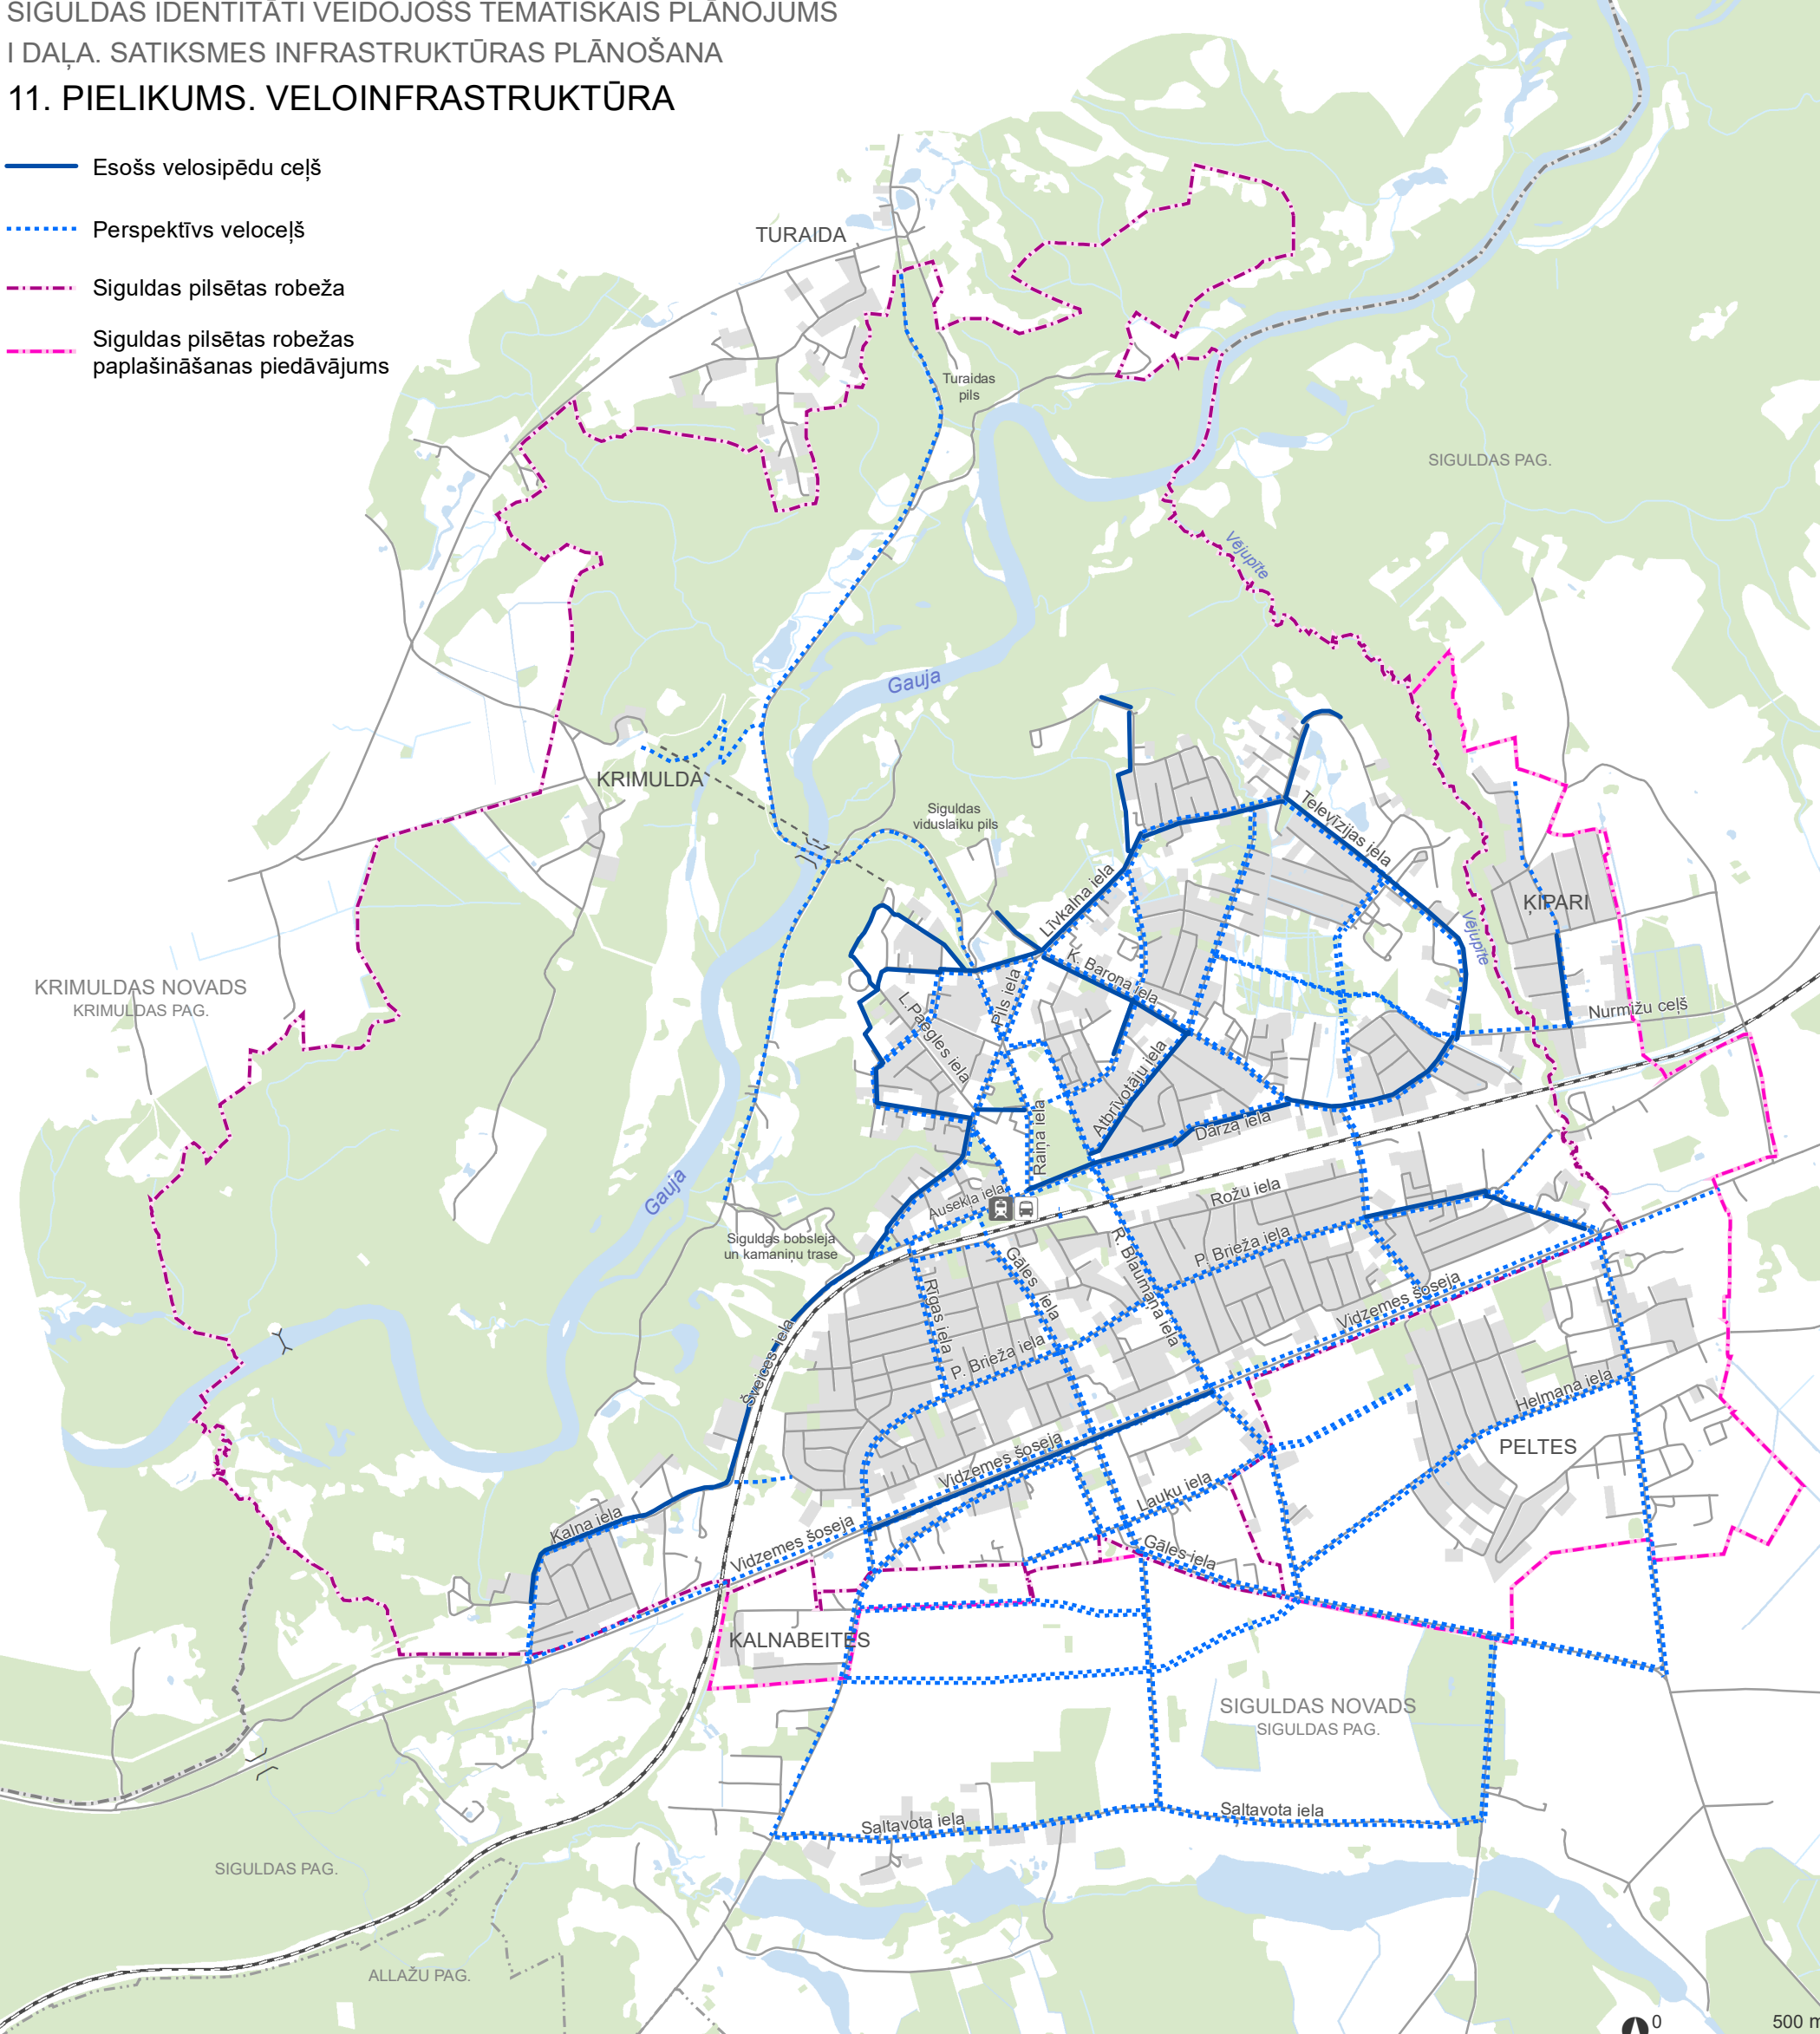 SIGULDAS IDENTITĀTI VEIDOJOŠS TEMATISKAIS PLĀNOJUMS
I DAĻA. SATIKSMES INFRASTRUKTŪRAS PLĀNOŠANA
11. PIELIKUMS. VELOINFRASTRUKTŪRA
Esošs velosipēdu ceļš
Perspektīvs veloceļš
Siguldas pilsētas robeža
Siguldas pilsētas robežas
paplašināšanas piedāvājums
TURAIDA
Turaidas
pils
SIGULDAS PAG.
Vējupīte
Gauja
KRIMULDA
Siguldas
viduslaiku pils
Televīzijas iela
Līvkalna iela
ĶIPARI
Vējupīte
K. Barona iela
KRIMULDAS NOVADS
KRIMULDAS PAG.
Pils iela
L.Paegles iela
Nurmižu ceļš
Atbrīvotāju iela
Raiņa iela
Dārza iela
Gauja
Ausekļa iela
Rožu iela
Siguldas bobsleja
un kamaniņu trase
P. Brieža iela
R. Blaumaņa iela
Gāles iela
Rīgas iela
Vidzemes šoseja
Šveices iela
P. Brieža iela
Helmaņa iela
PELTES
Vidzemes šoseja
Lauku iela
Kalna iela
Vidzemes šoseja
Gāles iela
KALNABEITES
SIGULDAS NOVADS
SIGULDAS PAG.
Saltavota iela
Saltavota iela
SIGULDAS PAG.
ALLAŽU PAG.
0 500 m